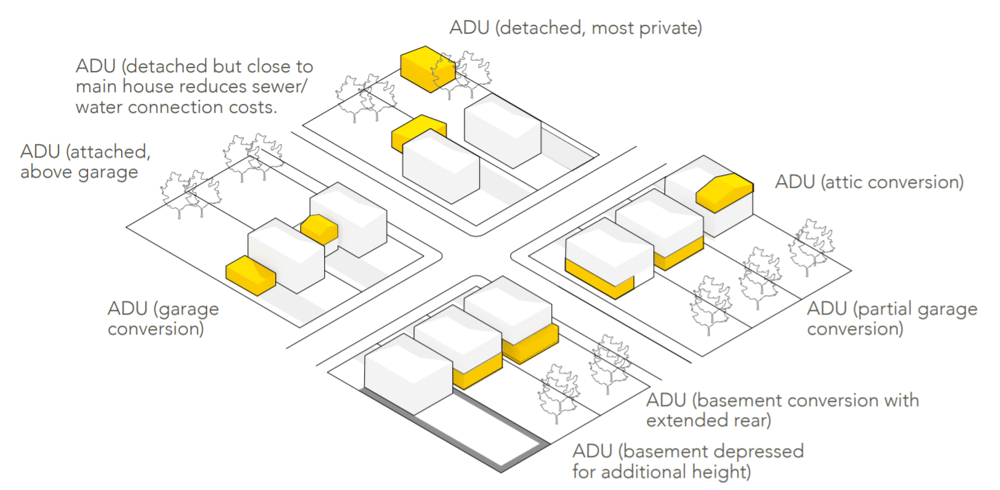 ADU (detached, most private)
ADU (detached but close to
main house reduces sewer/
water connection costs.
ADU (attached,
above garage
ADU (attic conversion)
ADU (garage
conversion)
ADU (partial garage
conversion)
ADU (basement conversion with
extended rear)
ADU (basement depressed
for additional height)